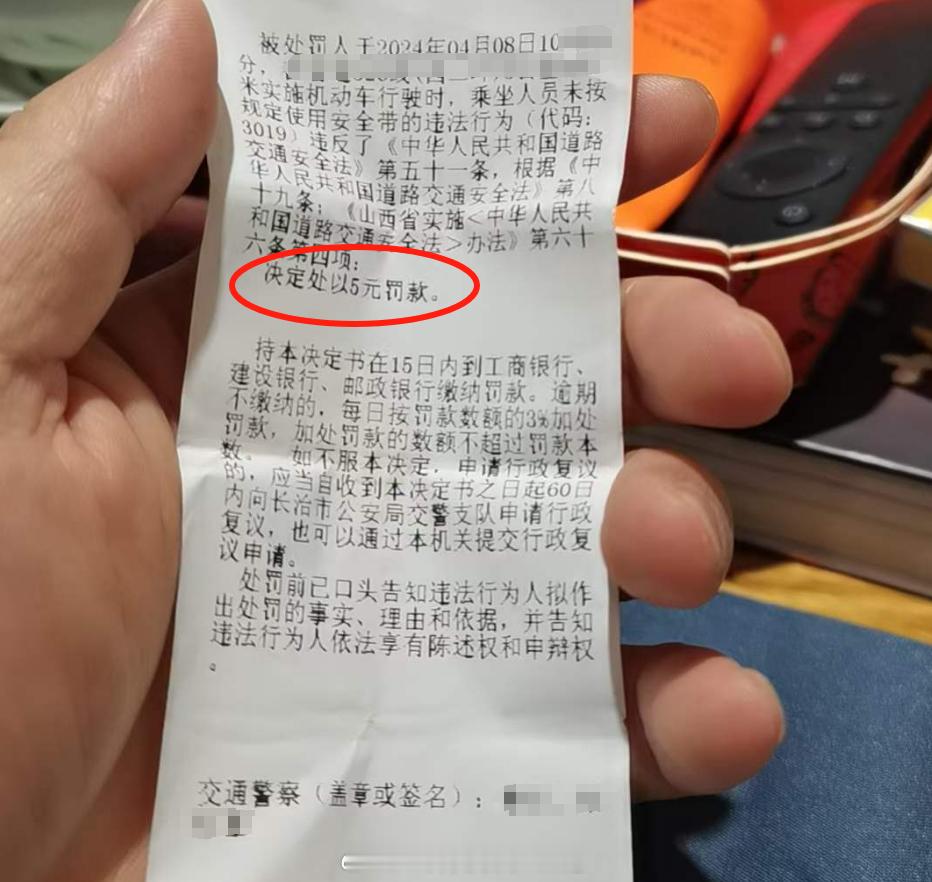 被处罚人于2024年04月08日10
分，
米实施机动车行驶时，乘坐人员未按
规定使用安全带的违法行为（代码：
3019）违反了《中华人民共和国道路
交通安全法》第五十一条，根据《中
华人民共和国道路交通安全法》第八
十九条；《山西省实施<中华人民共
和国道路交通安全法>办法》第六十
六条第四项；
决定处以5元罚款。
持本决定书在15日内到工商银行、
建设银行、邮政银行缴纳罚款。逾期
不缴纳的，每日按罚款数额的3%加处
罚款，加处罚款的数额不超过罚款本
数。 如不服本决定，申请行政复议
的，应当自收到本决定书之日起60日
内向长治市公安局交警支队申请行政
复议，也可以通过本机关提交行政复
议申请。
处罚前已口头告知违法行为人拟作
出处罚的事实、理由和依据，并告知
违法行为人依法享有陈述权和申辩权
。
交通警察（盖章或签名）：